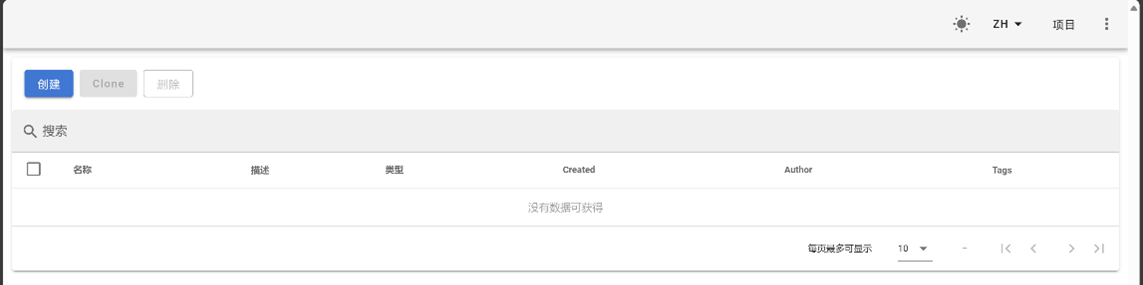 ZH 项目
创建 Clone 删除
搜索
名称 描述 类型 Created Author Tags
没有数据可获得
每页最多可显示 10 –